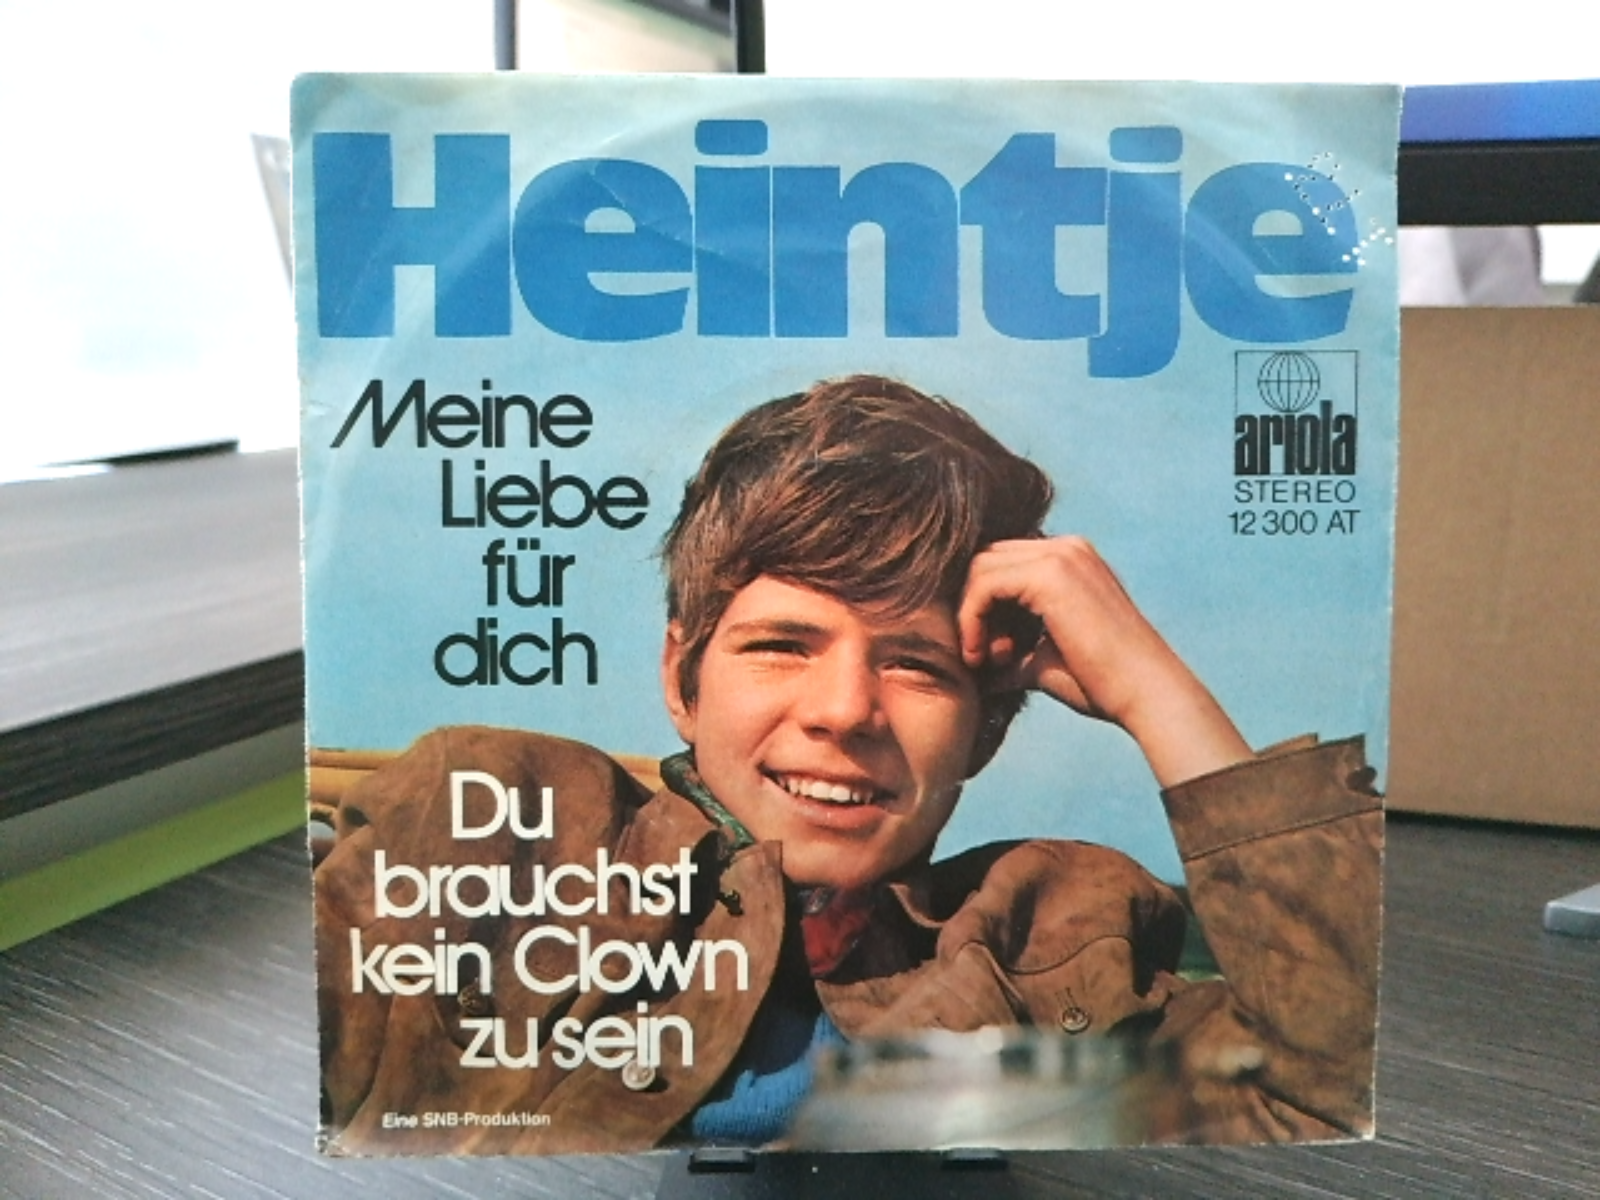 Heintje
Meine
Liebe
für
dich
ariola
STEREO
12 300 AT
Du
brauchst
kein Clown
zu sein
Eine SNB-Produktion